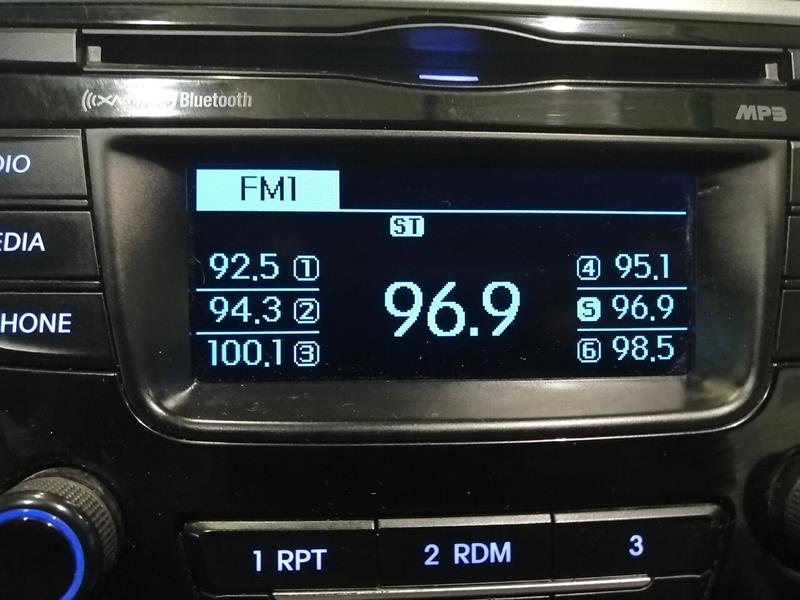 XM Bluetooth
MP3
DIO
EDIA
HONE
FM1
ST
92.5 1
94.3 2
100.1 3
96.9
4 95.1
5 96.9
6 98.5
1 RPT
2 RDM
3